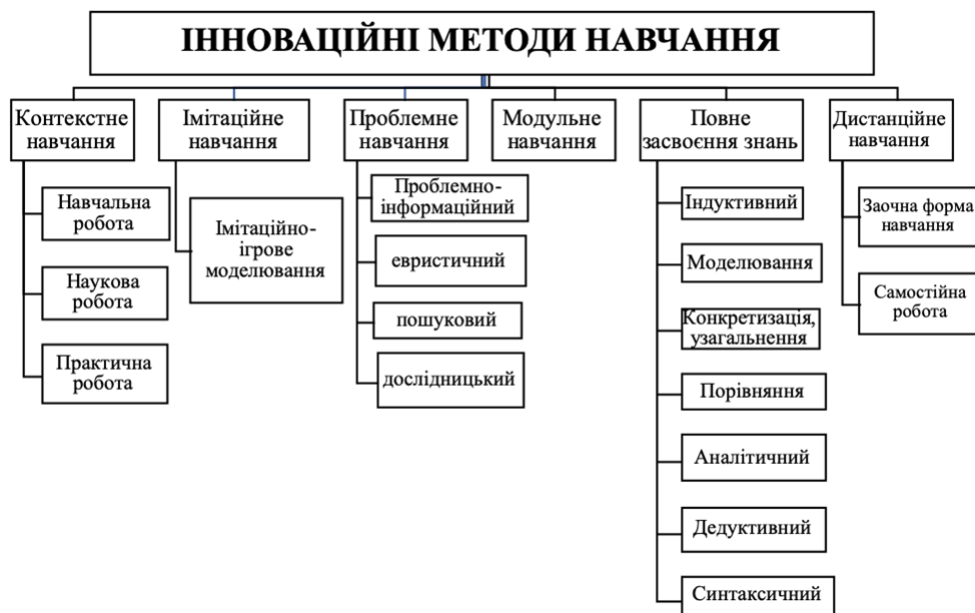 ІННОВАЦІЙНІ МЕТОДИ НАВЧАННЯ
Контекстне
навчання
Навчальна
робота
Наукова
робота
Практична
робота
Імітаційне
навчання
Імітаційно-
ігрове
моделювання
Проблемне
навчання
Проблемно-
інформаційний
евристичний
пошуковий
дослідницький
Модульне
навчання
Повне
засвоєння знань
Індуктивний
Моделювання
Конкретизація,
узагальнення
Порівняння
Аналітичний
Дедуктивний
Синтаксичний
Дистанційне
навчання
Заочна форма
навчання
Самостійна
робота